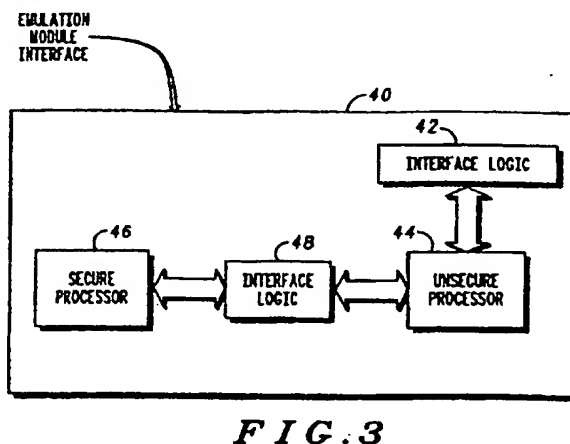 EMULATION
MODULE
INTERFACE
40
42
INTERFACE LOGIC
46
48
44
SECURE
PROCESSOR
INTERFACE
LOGIC
UNSECURE
PROCESSOR
FIG.3